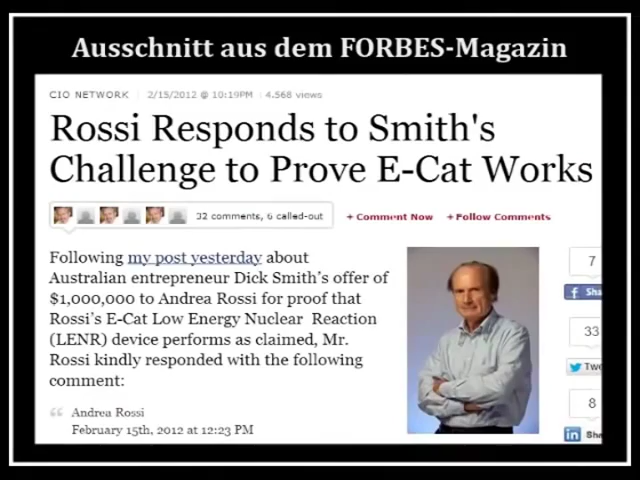 Ausschnitt aus dem FORBES-Magazin
CIO NETWORK | 2/15/2012 @ 10:19PM | 4.568 views
Rossi Responds to Smith's
Challenge to Prove E-Cat Works
32 comments, 6 called-out
+ Comment Now + Follow Comments
Following my post yesterday about
Australian entrepreneur Dick Smith's offer of
$1,000,000 to Andrea Rossi for proof that
Rossi's E-Cat Low Energy Nuclear Reaction
(LENR) device performs as claimed, Mr.
Rossi kindly responded with the following
comment:
“ Andrea Rossi
February 15th, 2012 at 12:23 PM
7
f Sha
33
Twe
8
in Sha